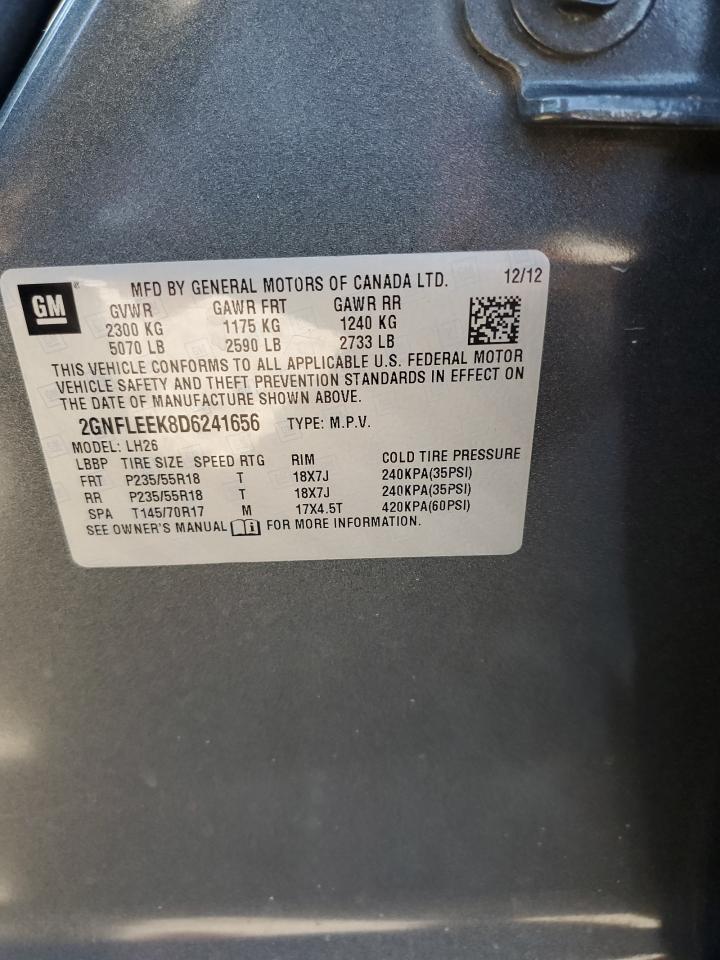 GM ® MFD BY GENERAL MOTORS OF CANADA LTD. 12/12
GVWR GAWR FRT GAWR RR
2300 KG 1175 KG 1240 KG
5070 LB 2590 LB 2733 LB
THIS VEHICLE CONFORMS TO ALL APPLICABLE U.S. FEDERAL MOTOR
VEHICLE SAFETY AND THEFT PREVENTION STANDARDS IN EFFECT ON
THE DATE OF MANUFACTURE SHOWN ABOVE.
2GNFLEEK8D6241656 TYPE: M.P.V.
MODEL: LH26
LBBP TIRE SIZE SPEED RTG RIM COLD TIRE PRESSURE
FRT P235/55R18 T 18X7J 240KPA(35PSI)
RR P235/55R18 T 18X7J 240KPA(35PSI)
SPA T145/70R17 M 17X4.5T 420KPA(60PSI)
SEE OWNER'S MANUAL FOR MORE INFORMATION.